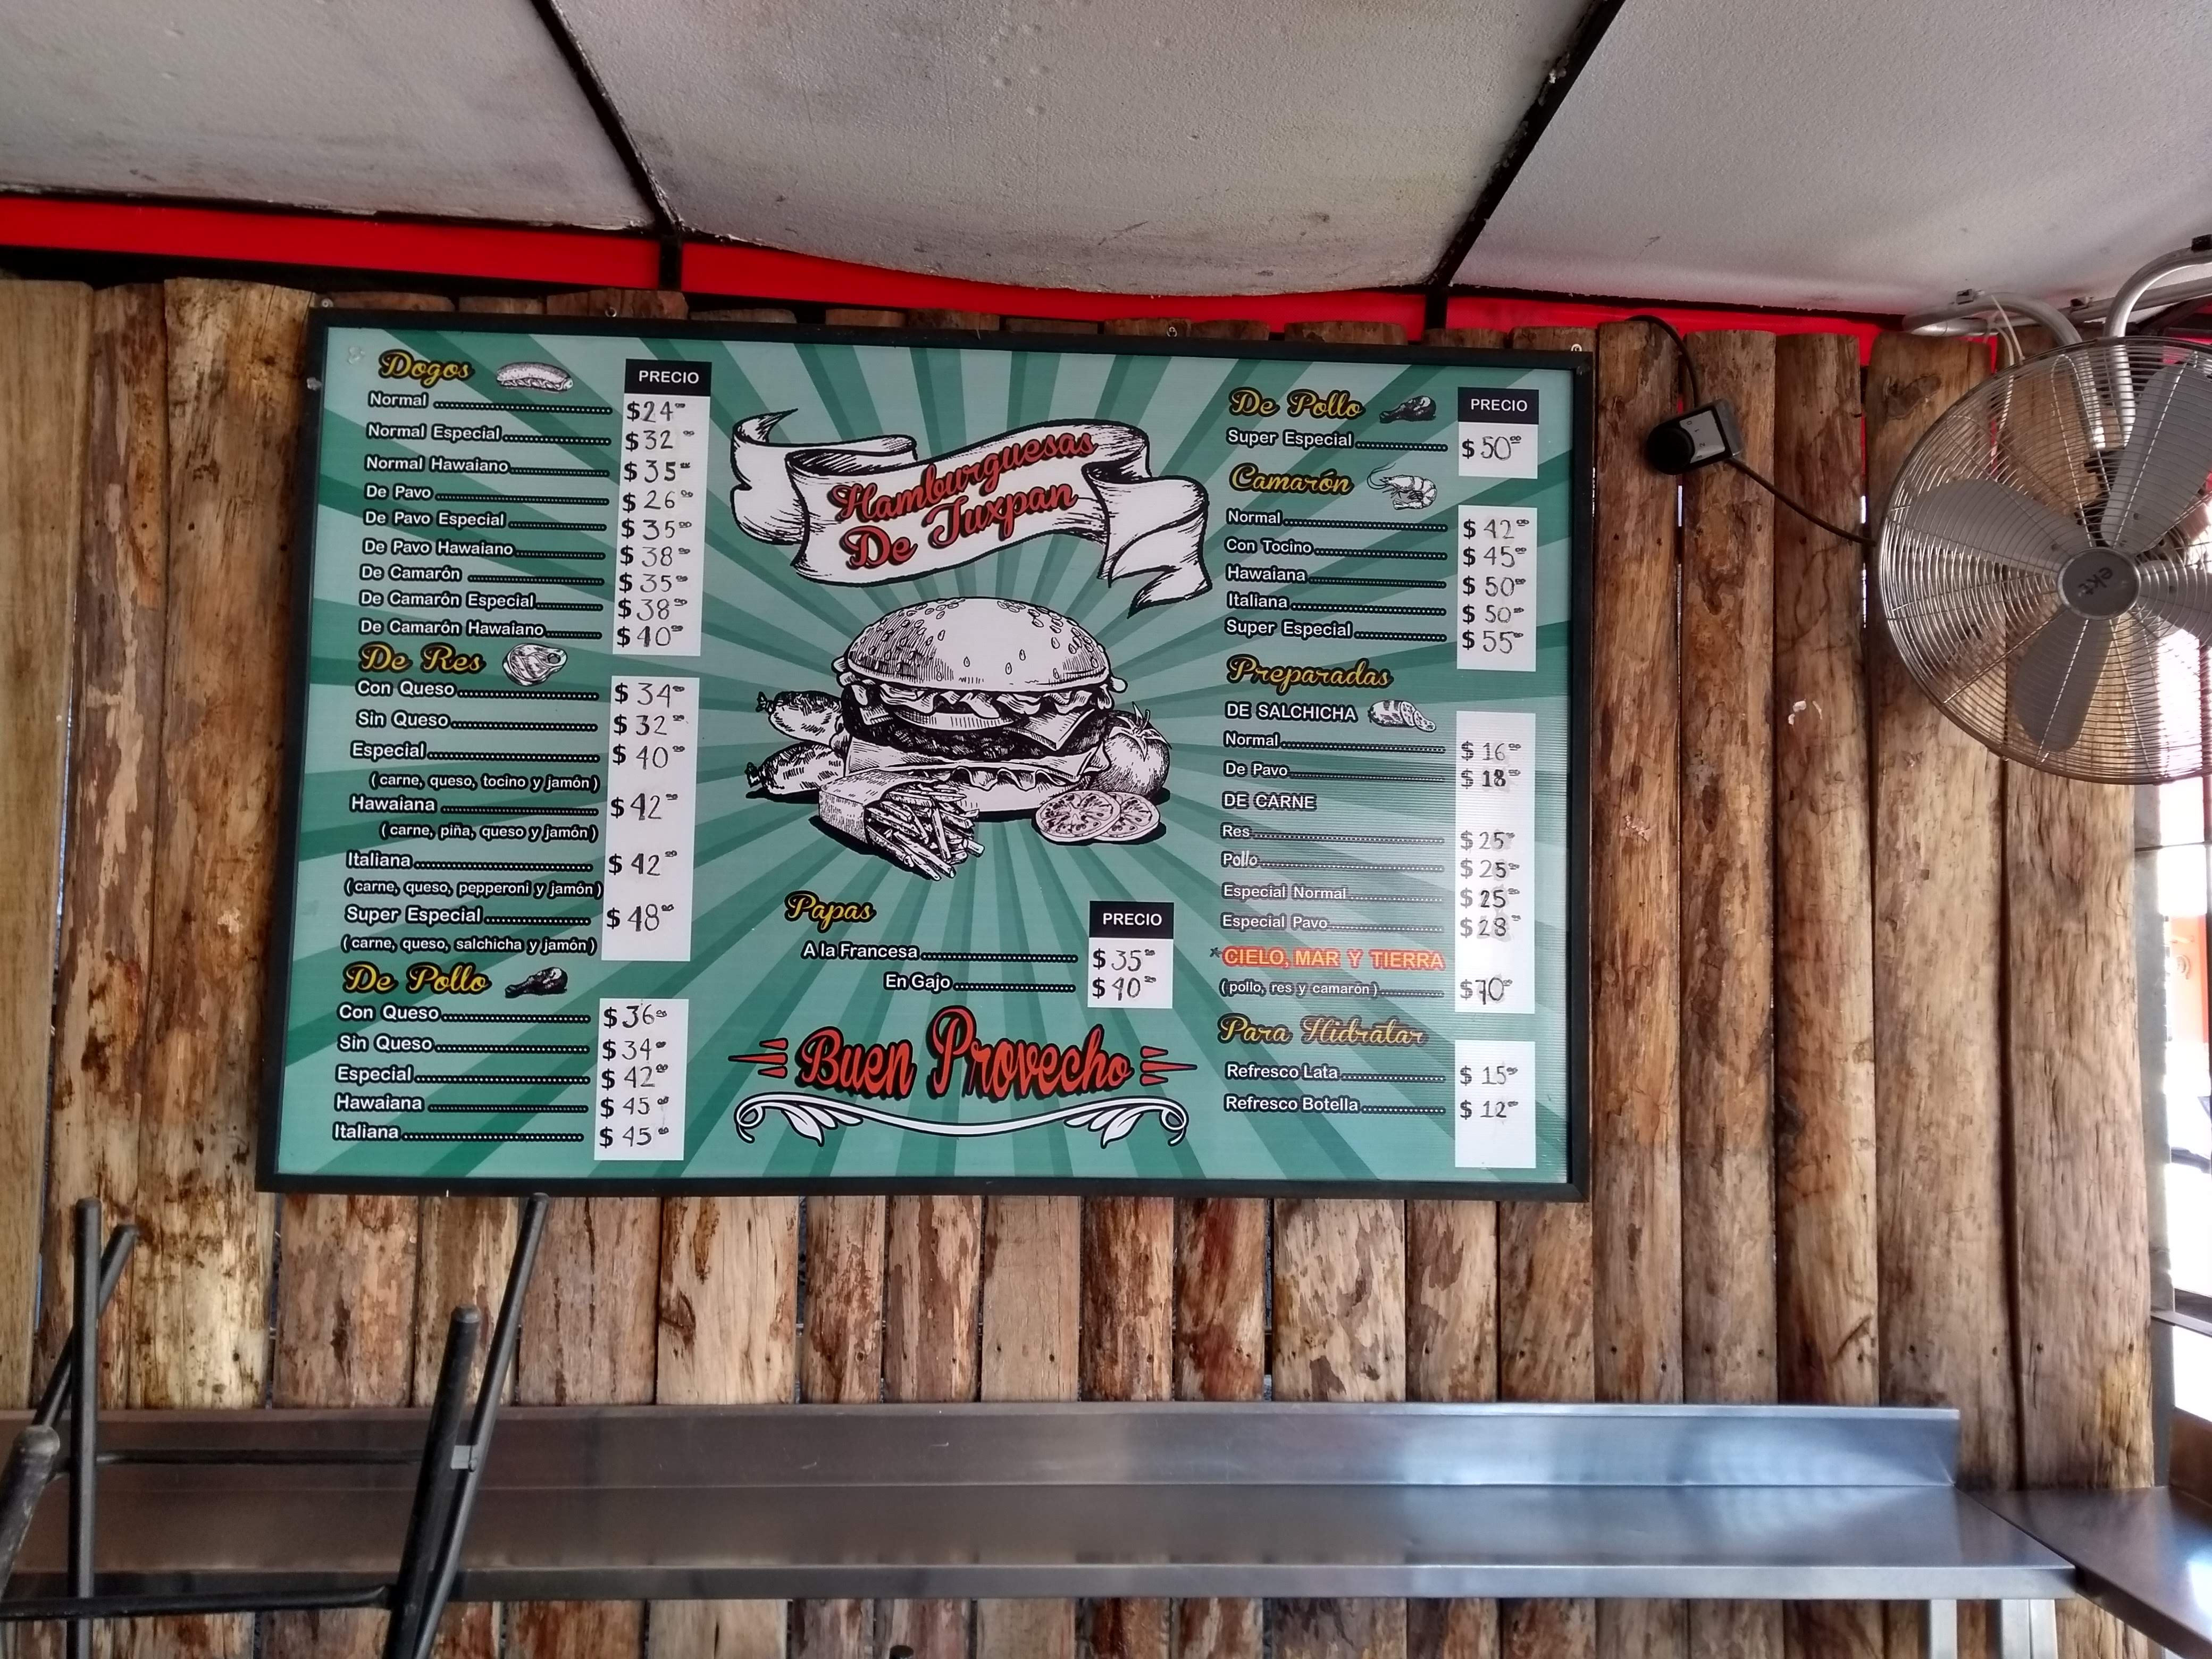 Dogos
PRECIO
Normal $24.00
Normal Especial $32.00
Normal Hawaiano $35.00
De Pavo $26.00
De Pavo Especial $35.00
De Pavo Hawaiano $38.00
De Camarón $35.00
De Camarón Especial $38.00
De Camarón Hawaiano $40.00
De Res
Con Queso $34.00
Sin Queso $32.00
Especial $40.00
(carne, queso, tocino y jamón)
Hawaiana $42.00
(carne, piña, queso y jamón)
Italiana $42.00
(carne, queso, pepperoni y jamón)
Super Especial $48.00
(carne, queso, salchicha y jamón)
De Pollo
Con Queso $36.00
Sin Queso $34.00
Especial $42.00
Hawaiana $45.00
Italiana $45.00
Hamburguesas
De Tuxpan
Papas
PRECIO
A la Francesa $35.00
En Gajo $40.00
Buen Provecho
De Pollo
PRECIO
Super Especial $50.00
Camarón
Normal $42.00
Con Tocino $45.00
Hawaiana $50.00
Italiana $50.00
Super Especial $55.00
Preparadas
DE SALCHICHA
Normal $16.00
De Pavo $18.00
DE CARNE
Res $25.00
Pollo $25.00
Especial Normal $25.00
Especial Pavo $28.00
*CIELO, MAR Y TIERRA
(pollo, res y camarón) $70.00
Para Hidratar
Refresco Lata $15.00
Refresco Botella $12.00
ekt